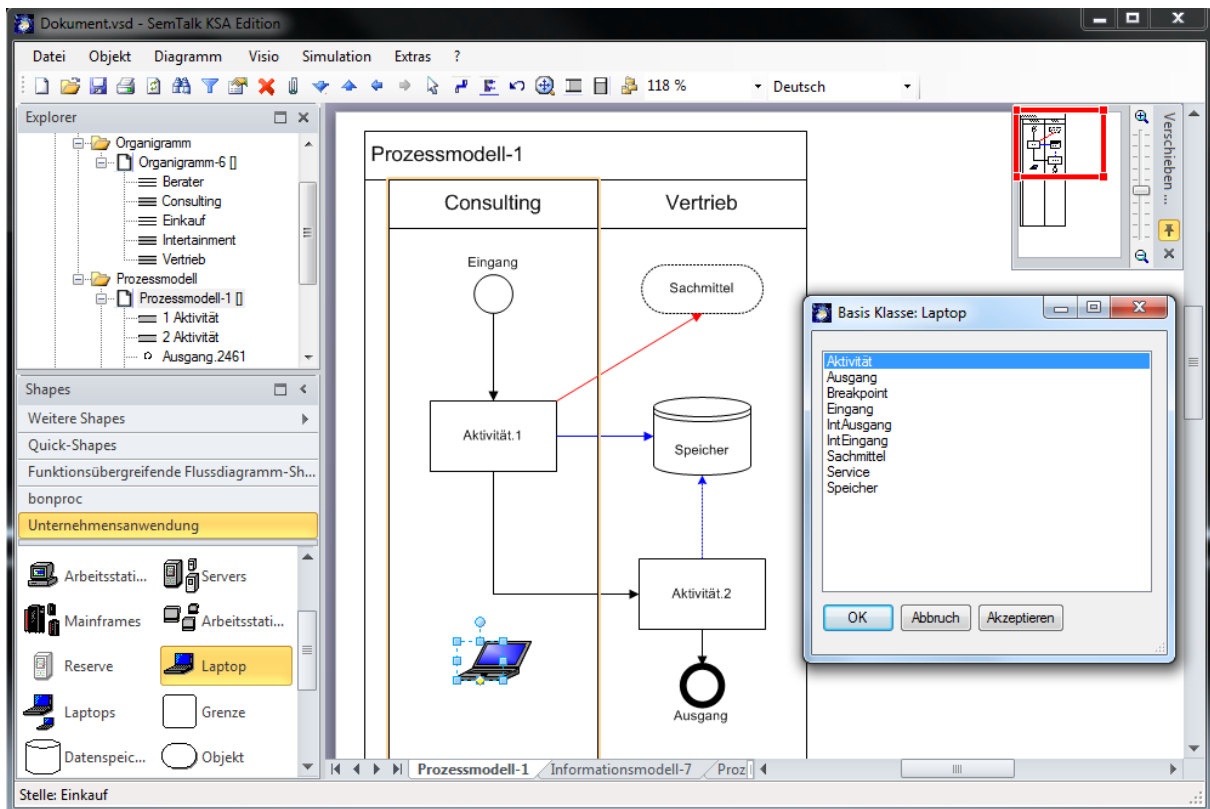 Dokument.vsd - SemTalk KSA Edition
Datei Objekt Diagramm Visio Simulation Extras ?
118 % Deutsch
Explorer
Organigramm
Organigramm-6 []
Berater
Consulting
Einkauf
Intertainment
Vertrieb
Prozessmodell
Prozessmodell-1 []
1 Aktivität
2 Aktivität
Ausgang.2461
Shapes
Weitere Shapes
Quick-Shapes
Funktionsübergreifende Flussdiagramm-Sh...
bonproc
Unternehmensanwendung
Arbeitsstati... Servers
Mainframes Arbeitsstati...
Reserve Laptop
Laptops Grenze
Datenspeic... Objekt
Prozessmodell-1
Consulting Vertrieb
Eingang
Sachmittel
Aktivität.1
Speicher
Aktivität.2
Ausgang
Verschieben ...
Basis Klasse: Laptop
Aktivität
Ausgang
Breakpoint
Eingang
IntAusgang
IntEingang
Sachmittel
Service
Speicher
OK Abbruch Akzeptieren
Prozessmodell-1 Informationsmodell-7 Proz
Stelle: Einkauf